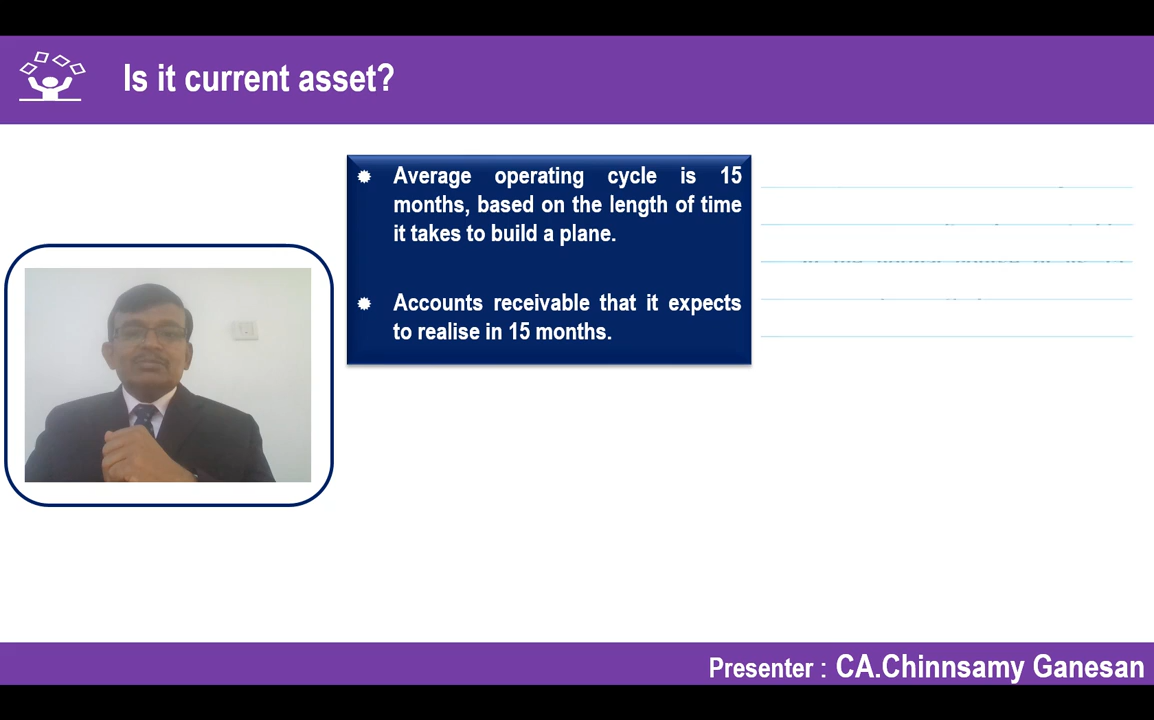 Is it current asset?
Average operating cycle is 15
months, based on the length of time
it takes to build a plane.
Accounts receivable that it expects
to realise in 15 months.
Presenter : CA.Chinnsamy Ganesan